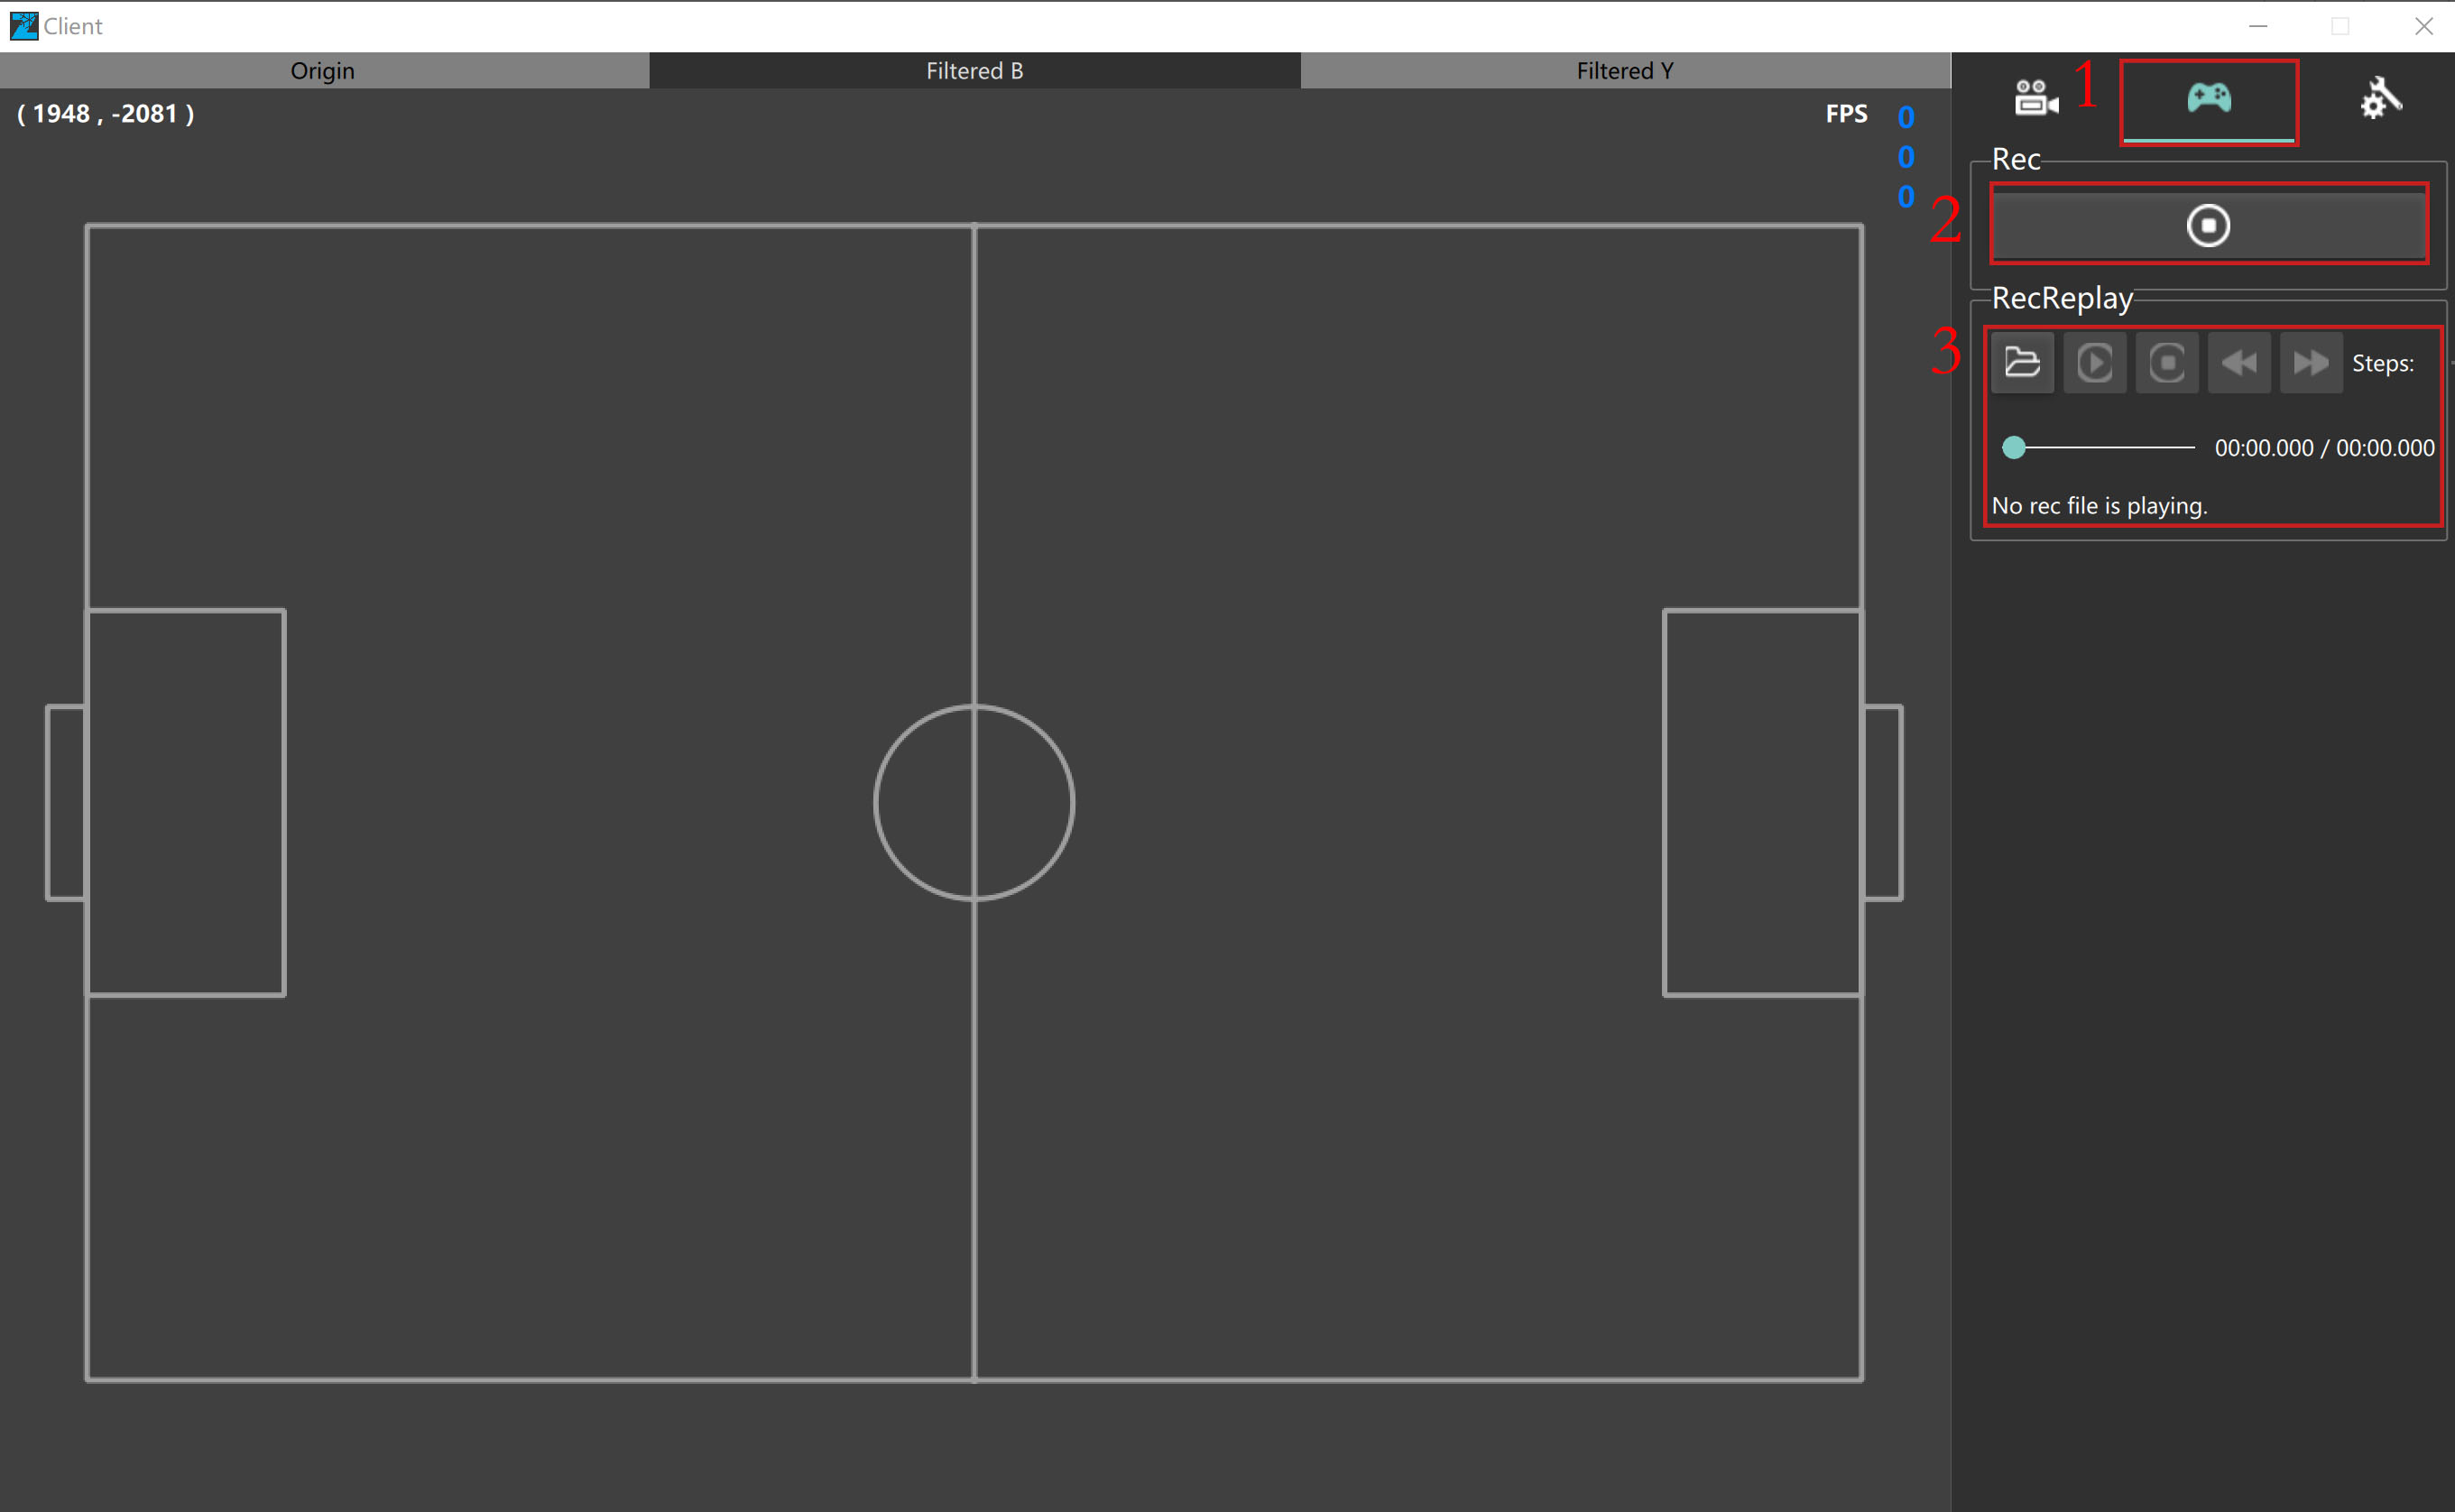 Client
Origin
Filtered B
Filtered Y
( 1948 , -2081 )
FPS
0
0
0
1
Rec
2
RecReplay
3
Steps:
00:00.000 / 00:00.000
No rec file is playing.